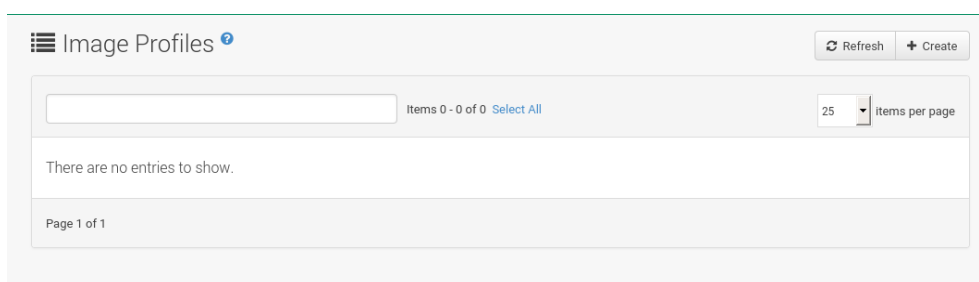 Image Profiles ?
Refresh + Create
Items 0 - 0 of 0 Select All 25 items per page
There are no entries to show.
Page 1 of 1